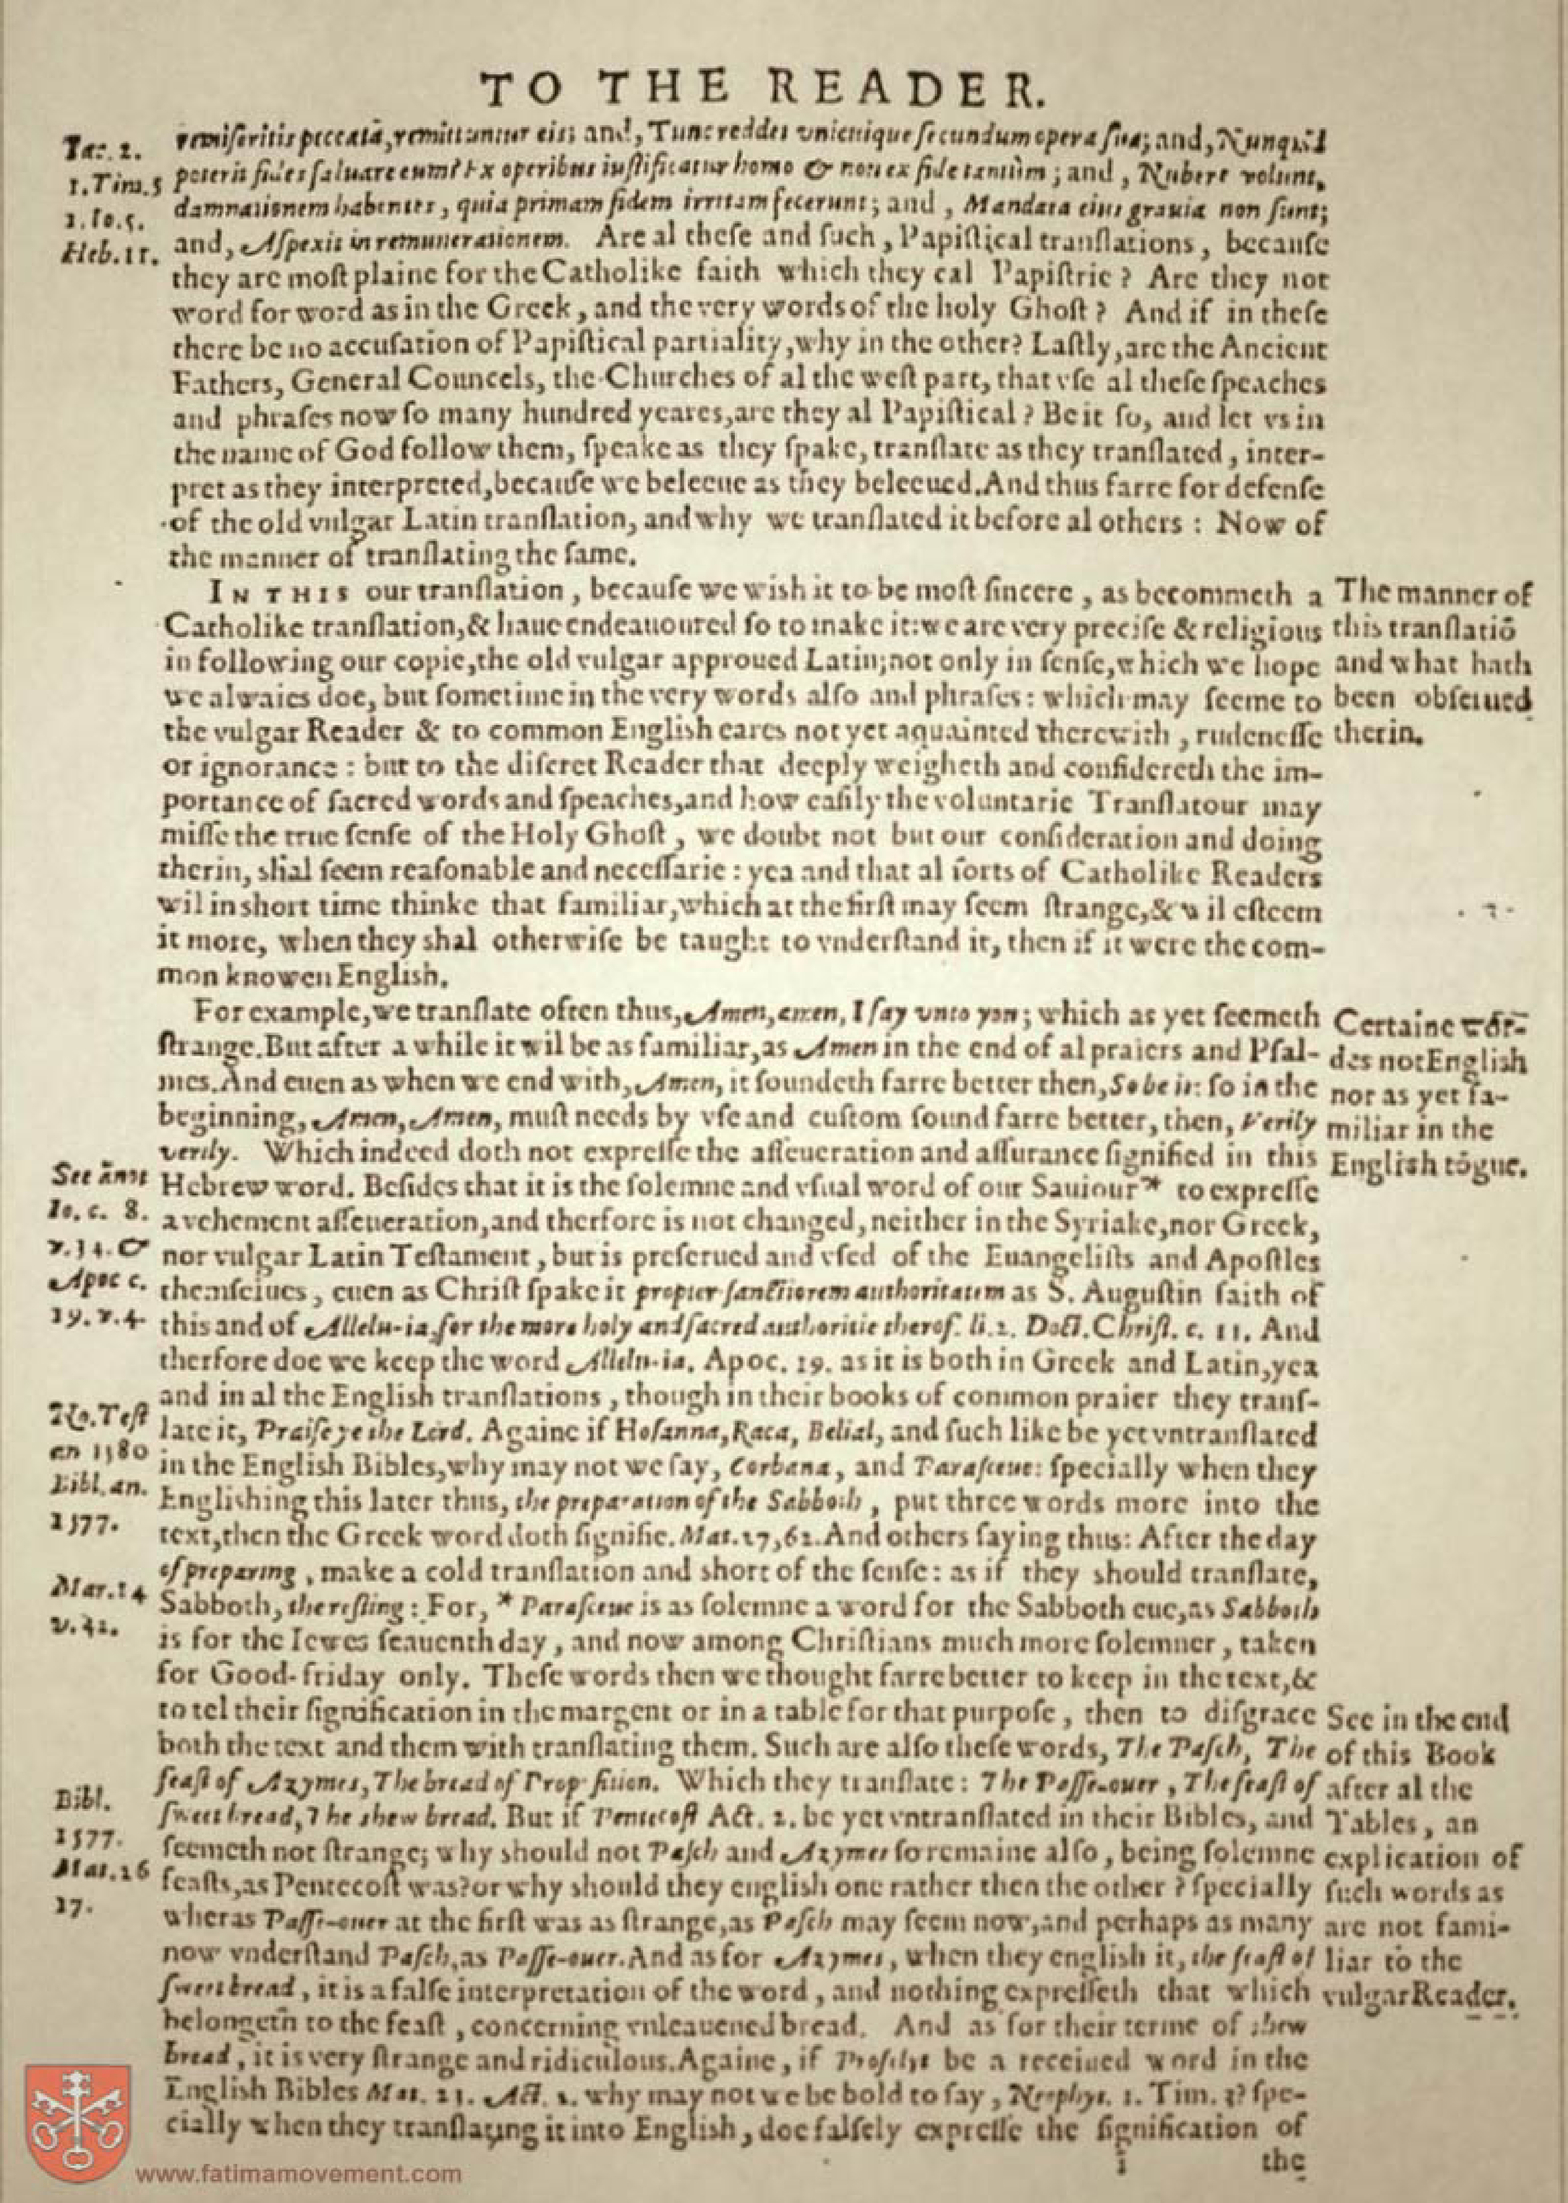 TO THE READER.
remiseritis peccata, remittuntur eis; and, Tunc reddet vnicuique secundum opera sua; and, Nunquid
Iac. 2.
poterit fides saluare eum? Ex operibus iustificatur homo & non ex fide tantùm; and, Nubere volunt,
1. Tim. 5
damnationem habentes, quia primam fidem irritam fecerunt; and, Mandata eius grauia non sunt;
1. Io. 5.
and, Aspexit in remunerationem. Are al these and such, Papistical translations, because
Heb. 11.
they are most plaine for the Catholike faith which they cal Papistrie? Are they not
word for word as in the Greek, and the very words of the holy Ghost? And if in these
there be no accusation of Papistical partiality, why in the other? Lastly, are the Ancient
Fathers, General Councels, the Churches of al the west part, that vse al these speaches
and phrases now so many hundred yeares, are they al Papistical? Be it so, and let vs in
the name of God follow them, speake as they spake, translate as they translated, inter-
pret as they interpreted, because we beleeue as they beleeued. And thus farre for defense
of the old vulgar Latin translation, and why we translated it before al others: Now of
the manner of translating the same.
IN THIS our translation, because we wish it to be most sincere, as becommeth a
Catholike translation, & haue endeauoured so to make it: we are very precise & religious
in following our copie, the old vulgar approued Latin; not only in sense, which we hope
we alwaies doe, but sometime in the very words also and phrases: which may seeme to
the vulgar Reader & to common English eares not yet aquainted therewith, rudenesse
or ignorance: but to the discret Reader that deeply weigheth and considereth the im-
portance of sacred words and speaches, and how easily the voluntarie Translatour may
misse the true sense of the Holy Ghost, we doubt not but our consideration and doing
therin, shal seem reasonable and necessarie: yea and that al sorts of Catholike Readers
wil in short time thinke that familiar, which at the first may seem strange, & wil esteem
it more, when they shal otherwise be taught to vnderstand it, then if it were the com-
mon knowen English.
The manner of
this translatiõ
and what hath
been obserued
therin.
For example, we translate often thus, Amen, amen, I say vnto you; which as yet seemeth
strange. But after a while it wil be as familiar, as Amen in the end of al praiers and Psal-
mes. And euen as when we end with, Amen, it soundeth farre better then, So be it: so in the
beginning, Amen, Amen, must needs by vse and custom sound farre better, then, Verily
verily. Which indeed doth not expresse the asseueration and assurance signified in this
Hebrew word. Besides that it is the solemne and vsual word of our Sauiour* to expresse
a vehement asseueration, and therfore is not changed, neither in the Syriake, nor Greek,
nor vulgar Latin Testament, but is preserued and vsed of the Euangelists and Apostles
themselues, euen as Christ spake it propter sanctiorem authoritatem as S. Augustin saith of
this and of Allelu-ia, for the more holy and sacred authoritie therof. li. 2. Doct. Christ. c. 11. And
therfore doe we keep the word Allelu-ia. Apoc. 19. as it is both in Greek and Latin, yea
and in al the English translations, though in their books of common praier they trans-
late it, Praise ye the Lord. Againe if Hosanna, Raca, Belial, and such like be yet vntranslated
in the English Bibles, why may not we say, Corbana, and Parasceue: specially when they
Englishing this later thus, the preparation of the Sabboth, put three words more into the
text, then the Greek word doth signifie. Mat. 27, 62. And others saying thus: After the day
of preparing, make a cold translation and short of the sense: as if they should translate,
Sabboth, the resting: For, * Parasceue is as solemne a word for the Sabboth eue, as Sabboth
is for the Iewes seauenth day, and now among Christians much more solemner, taken
for Good-friday only. These words then we thought farre better to keep in the text, &
to tel their signification in the margent or in a table for that purpose, then to disgrace
both the text and them with translating them. Such are also these words, The Pasch, The
feast of Azymes, The bread of Proposition. Which they translate: The Passe-ouer, The feast of
sweet bread, The shew bread. But if Pentecost Act. 2. be yet vntranslated in their Bibles, and
seemeth not strange; why should not Pasch and Azymes so remaine also, being solemne
feasts, as Pentecost was? or why should they english one rather then the other? specially
wheras Passe-ouer at the first was as strange, as Pasch may seem now, and perhaps as many
now vnderstand Pasch, as Passe-ouer. And as for Azymes, when they english it, the feast of
sweet bread, it is a false interpretation of the word, and nothing expresseth that which
belongeth to the feast, concerning vnleauened bread. And as for their terme of shew
bread, it is very strange and ridiculous. Againe, if Proselyt be a receiued word in the
English Bibles Mat. 23. Act. 2. why may not we be bold to say, Neophyt. 1. Tim. 3? spe-
cially when they translating it into English, doe falsely expresse the signification of
i the
Certaine wor-
des not English
nor as yet fa-
miliar in the
English tõgue.
See annot
Io. c. 8.
v. 34. &
Apoc c.
19. v. 4.
No. Test
an 1580
Bibl. an.
1577.
Mar. 14
v. 42.
Bibl.
1577.
Mat. 26
17.
See in the end
of this Book
after al the
Tables, an
explication of
such words as
are not fami-
liar to the
vulgar Reader.
www.fatimamovement.com